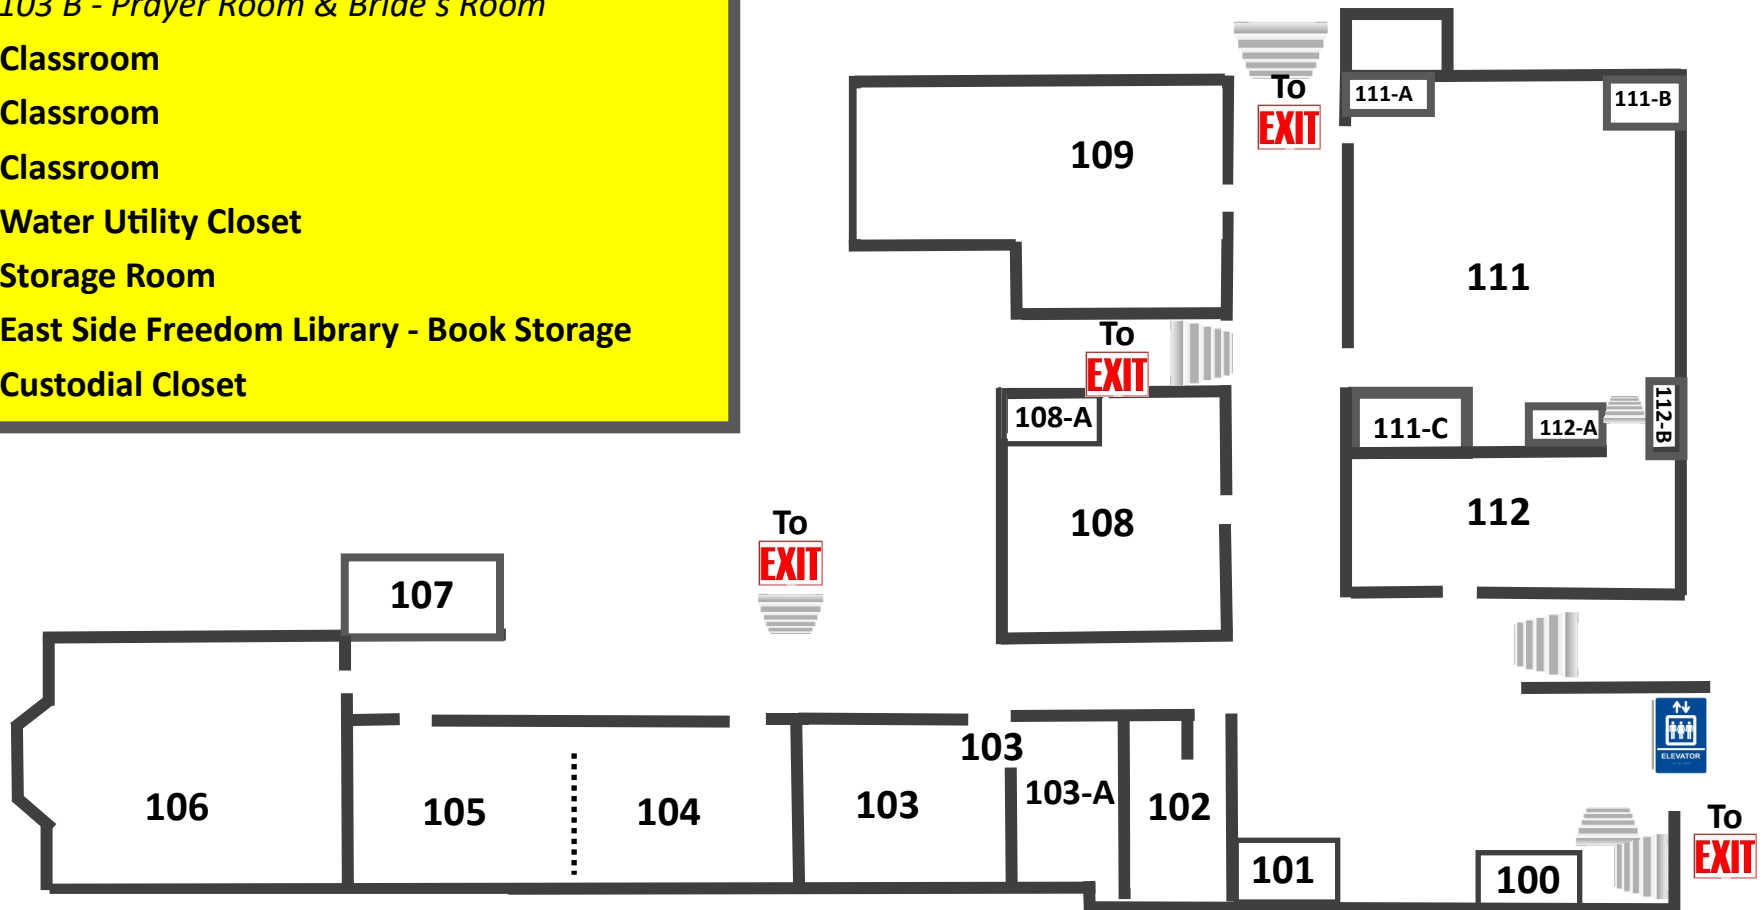 103 B - Prayer Room & Bride's Room
Classroom
Classroom
Classroom
Water Utility Closet
Storage Room
East Side Freedom Library - Book Storage
Custodial Closet
To
EXIT
111-A
111-B
109
111
To
EXIT
108-A
111-C
112-A
112-B
112
108
To
EXIT
107
ELEVATOR
103
103-A
106
105
104
103
102
To
EXIT
101
100